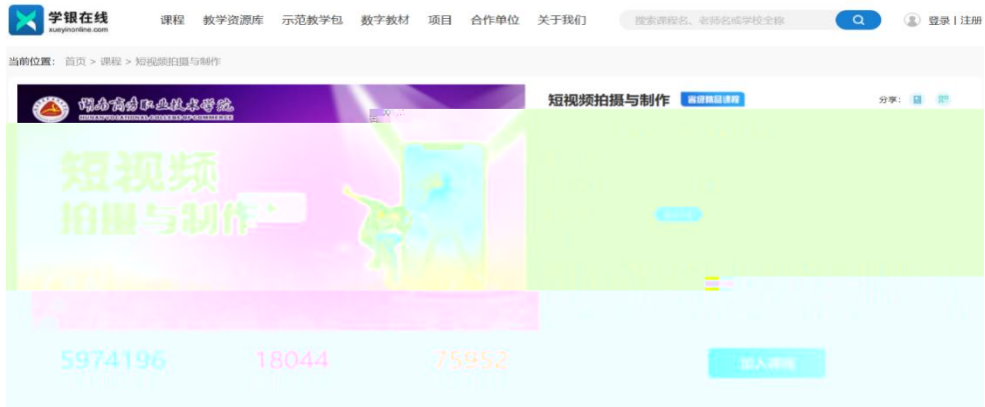 学银在线
xueyinonline.com
课程 教学资源库 示范教学包 数字教材 项目 合作单位 关于我们
搜索课程名、老师名或学校全称
登录 | 注册
当前位置: 首页 > 课程 > 短视频拍摄与制作
湖南商务职业技术学院
HUNAN VOCATIONAL COLLEGE OF COMMERCE
短视频拍摄与制作 省级精品课程
分享:
短视频
拍摄与制作
5974196 18044 75952
加入课程